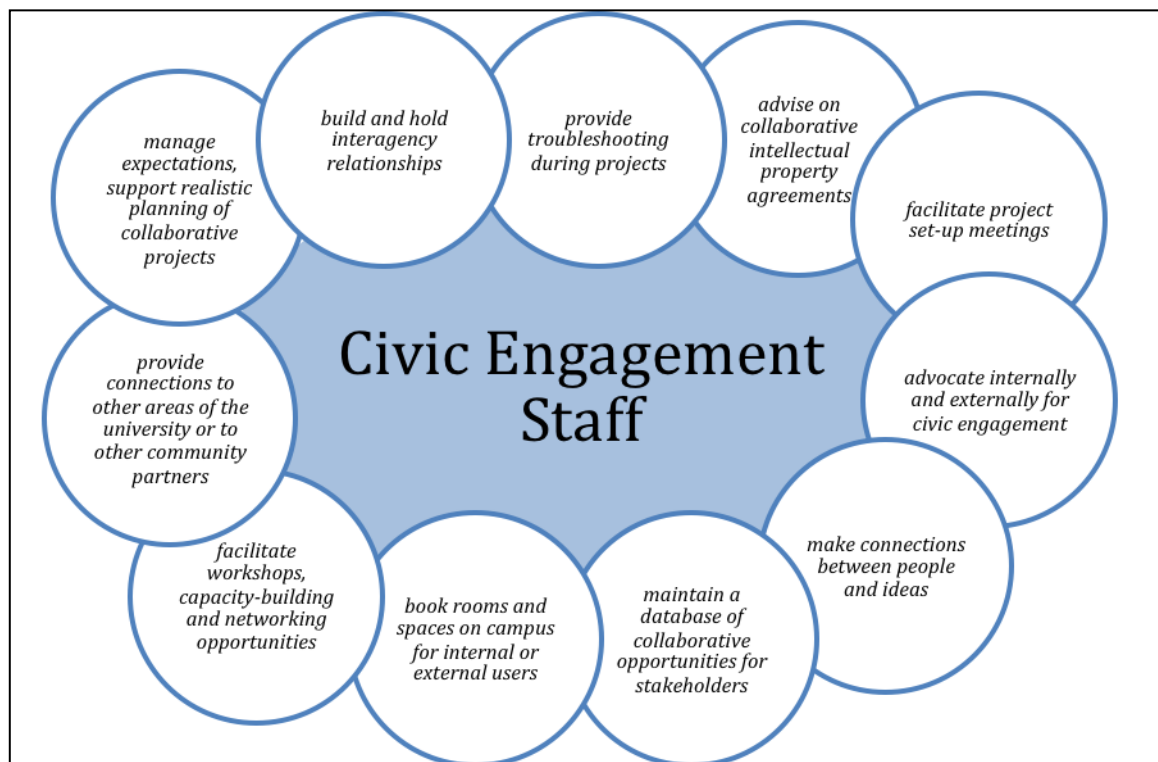 manage
expectations,
support realistic
planning of
collaborative
projects
build and hold
interagency
relationships
provide
troubleshooting
during projects
advise on
collaborative
intellectual
property
agreements
facilitate project
set-up meetings
Civic Engagement
Staff
advocate internally
and externally for
civic engagement
provide
connections to
other areas of the
university or to
other community
partners
make connections
between people
and ideas
facilitate
workshops,
capacity-building
and networking
opportunities
book rooms and
spaces on campus
for internal or
external users
maintain a
database of
collaborative
opportunities for
stakeholders